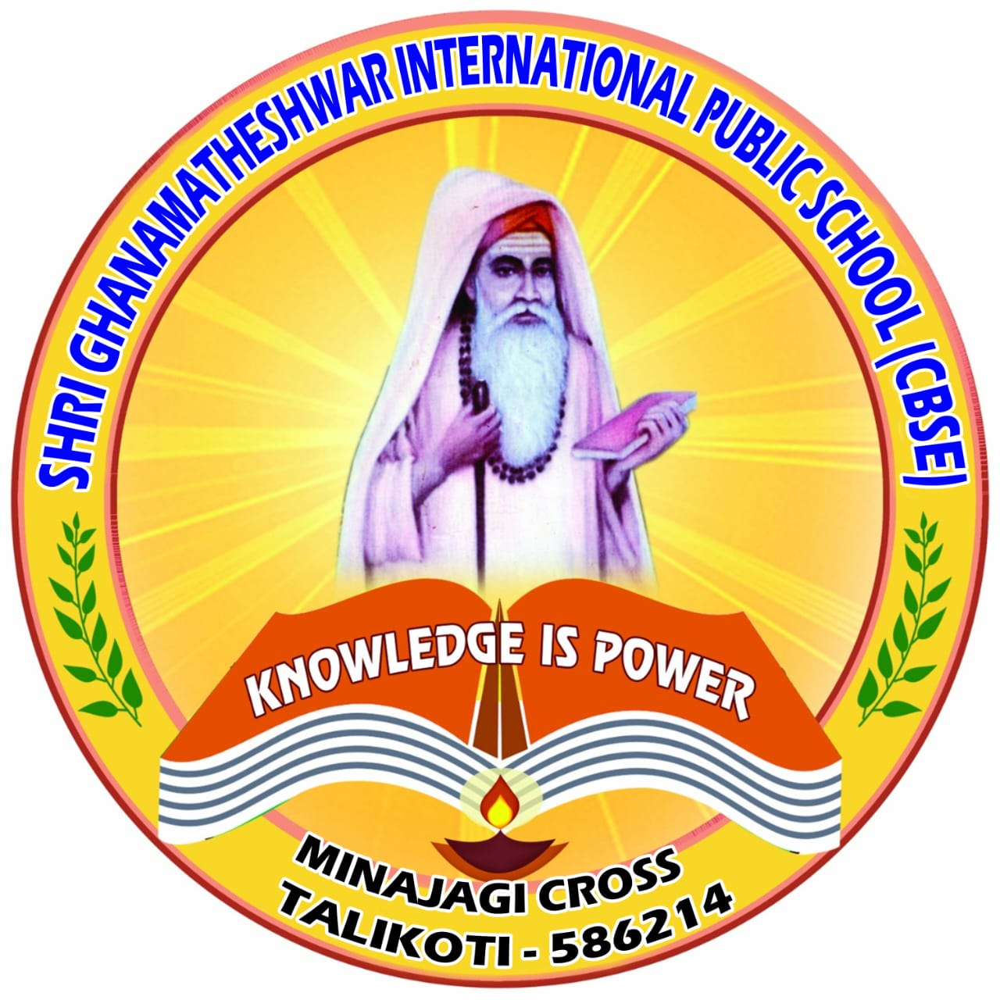 SHRI GHANAMATHESHWAR INTERNATIONAL PUBLIC SCHOOL (CBSE)
KNOWLEDGE IS POWER
MINAJAGI CROSS
TALIKOTI - 586214